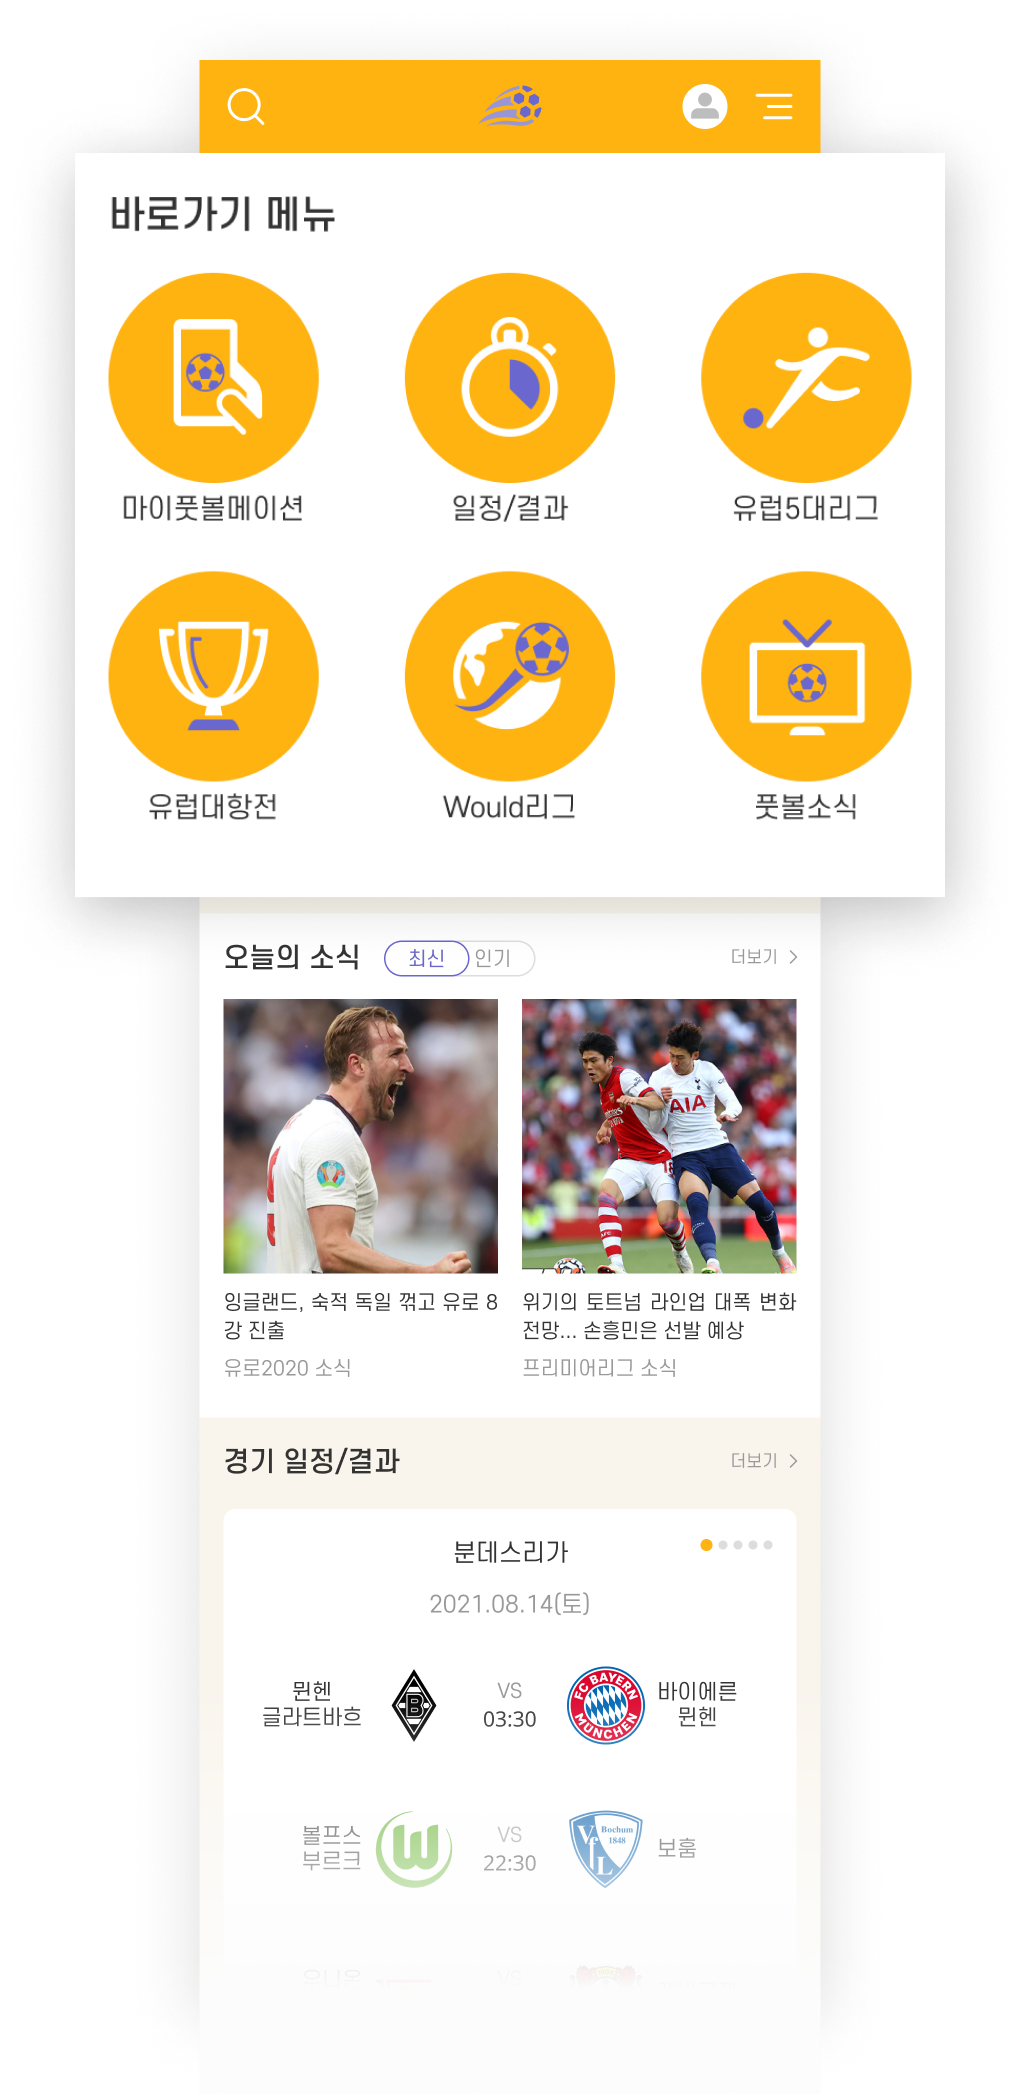 바로가기 메뉴
마이풋볼메이션
일정/결과
유럽5대리그
유럽대항전
Would리그
풋볼소식
오늘의 소식
최신
인기
더보기
AIA
잉글랜드, 숙적 독일 꺾고 유로 8
강 진출
유로2020 소식
위기의 토트넘 라인업 대폭 변화
전망... 손흥민은 선발 예상
프리미어리그 소식
경기 일정/결과
더보기
분데스리가
2021.08.14(토)
묀헨
글라트바흐
B
VS
03:30
FC BAYERN
MÜNCHEN
바이에른
뮌헨
볼프스
부르크
W
VS
22:30
VfL
Bochum
1848
보훔
VS